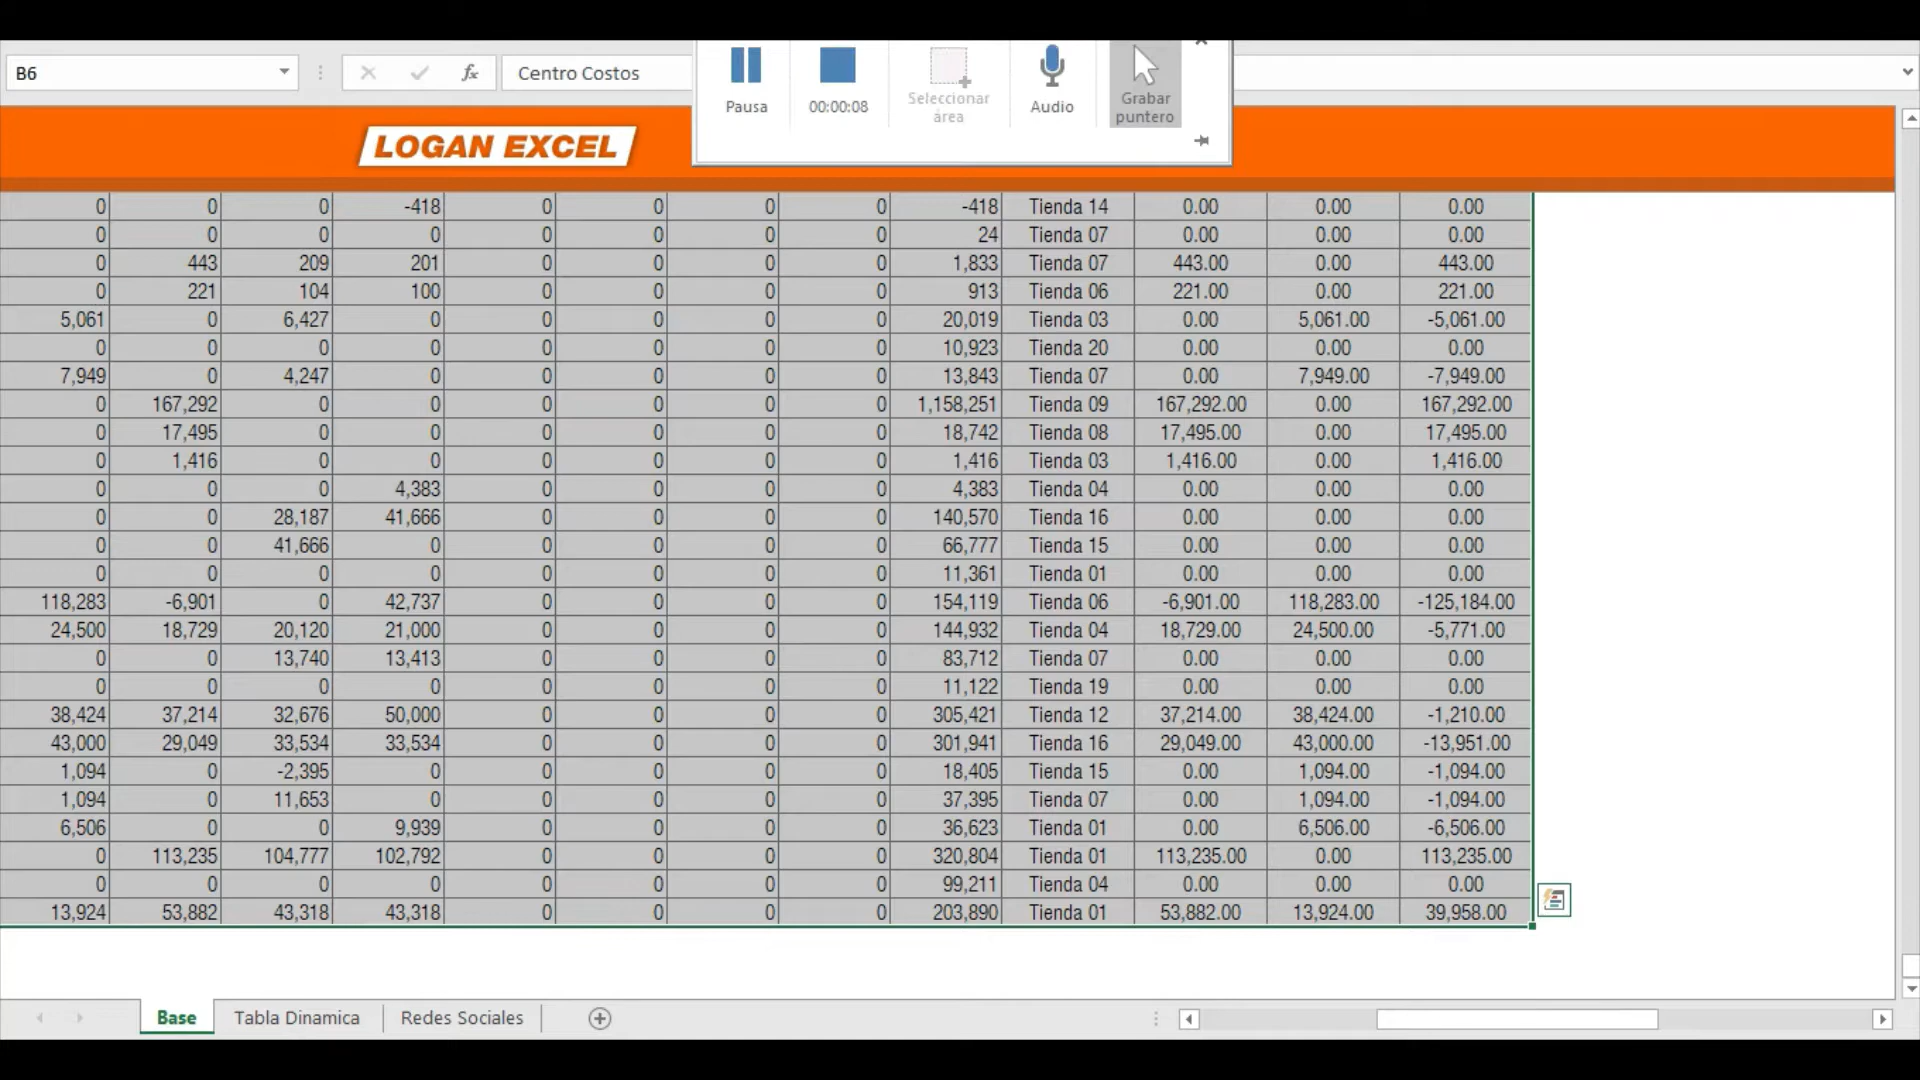 B6
fx
Centro Costos
Pausa
00:00:08
Seleccionar
área
Audio
Grabar
puntero
LOGAN EXCEL
0 0 0 -418 0 0 0 0 -418 Tienda 14 0.00 0.00 0.00
0 0 0 0 0 0 0 0 24 Tienda 07 0.00 0.00 0.00
0 443 209 201 0 0 0 0 1,833 Tienda 07 443.00 0.00 443.00
0 221 104 100 0 0 0 0 913 Tienda 06 221.00 0.00 221.00
5,061 0 6,427 0 0 0 0 0 20,019 Tienda 03 0.00 5,061.00 -5,061.00
0 0 0 0 0 0 0 0 10,923 Tienda 20 0.00 0.00 0.00
7,949 0 4,247 0 0 0 0 0 13,843 Tienda 07 0.00 7,949.00 -7,949.00
0 167,292 0 0 0 0 0 0 1,158,251 Tienda 09 167,292.00 0.00 167,292.00
0 17,495 0 0 0 0 0 0 18,742 Tienda 08 17,495.00 0.00 17,495.00
0 1,416 0 0 0 0 0 0 1,416 Tienda 03 1,416.00 0.00 1,416.00
0 0 0 4,383 0 0 0 0 4,383 Tienda 04 0.00 0.00 0.00
0 0 28,187 41,666 0 0 0 0 140,570 Tienda 16 0.00 0.00 0.00
0 0 41,666 0 0 0 0 0 66,777 Tienda 15 0.00 0.00 0.00
0 0 0 0 0 0 0 0 11,361 Tienda 01 0.00 0.00 0.00
118,283 -6,901 0 42,737 0 0 0 0 154,119 Tienda 06 -6,901.00 118,283.00 -125,184.00
24,500 18,729 20,120 21,000 0 0 0 0 144,932 Tienda 04 18,729.00 24,500.00 -5,771.00
0 0 13,740 13,413 0 0 0 0 83,712 Tienda 07 0.00 0.00 0.00
0 0 0 0 0 0 0 0 11,122 Tienda 19 0.00 0.00 0.00
38,424 37,214 32,676 50,000 0 0 0 0 305,421 Tienda 12 37,214.00 38,424.00 -1,210.00
43,000 29,049 33,534 33,534 0 0 0 0 301,941 Tienda 16 29,049.00 43,000.00 -13,951.00
1,094 0 -2,395 0 0 0 0 0 18,405 Tienda 15 0.00 1,094.00 -1,094.00
1,094 0 11,653 0 0 0 0 0 37,395 Tienda 07 0.00 1,094.00 -1,094.00
6,506 0 0 9,939 0 0 0 0 36,623 Tienda 01 0.00 6,506.00 -6,506.00
0 113,235 104,777 102,792 0 0 0 0 320,804 Tienda 01 113,235.00 0.00 113,235.00
0 0 0 0 0 0 0 0 99,211 Tienda 04 0.00 0.00 0.00
13,924 53,882 43,318 43,318 0 0 0 0 203,890 Tienda 01 53,882.00 13,924.00 39,958.00
Base Tabla Dinamica Redes Sociales